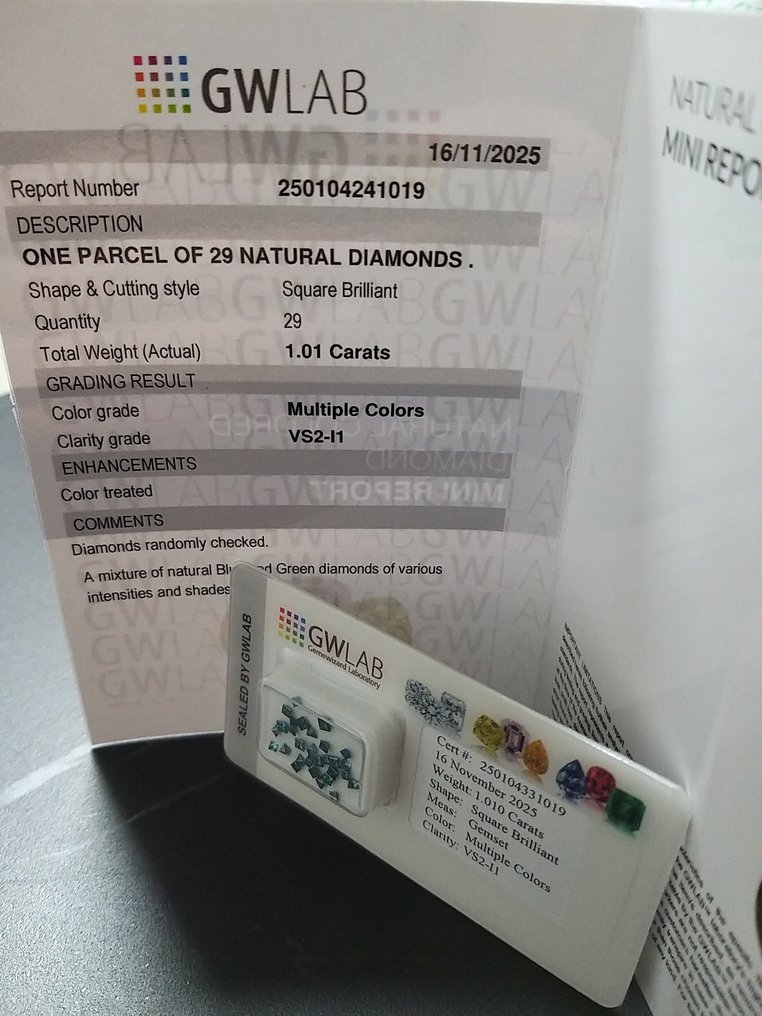 GWLAB
16/11/2025
Report Number 250104241019
DESCRIPTION
ONE PARCEL OF 29 NATURAL DIAMONDS .
Shape & Cutting style Square Brilliant
Quantity 29
Total Weight (Actual) 1.01 Carats
GRADING RESULT
Color grade Multiple Colors
Clarity grade VS2-I1
ENHANCEMENTS
Color treated
COMMENTS
Diamonds randomly checked.
A mixture of natural Green diamonds of various
intensities and shades
NATURAL
MINI REPO
SEALED BY GWLAB
GWLAB
Gemewizard Laboratory
Cert #: 250104331019
16 November 2025
Weight: 1.010 Carats
Shape: Square Brilliant
Meas: Gemset
Color: Multiple Colors
Clarity: VS2-I1